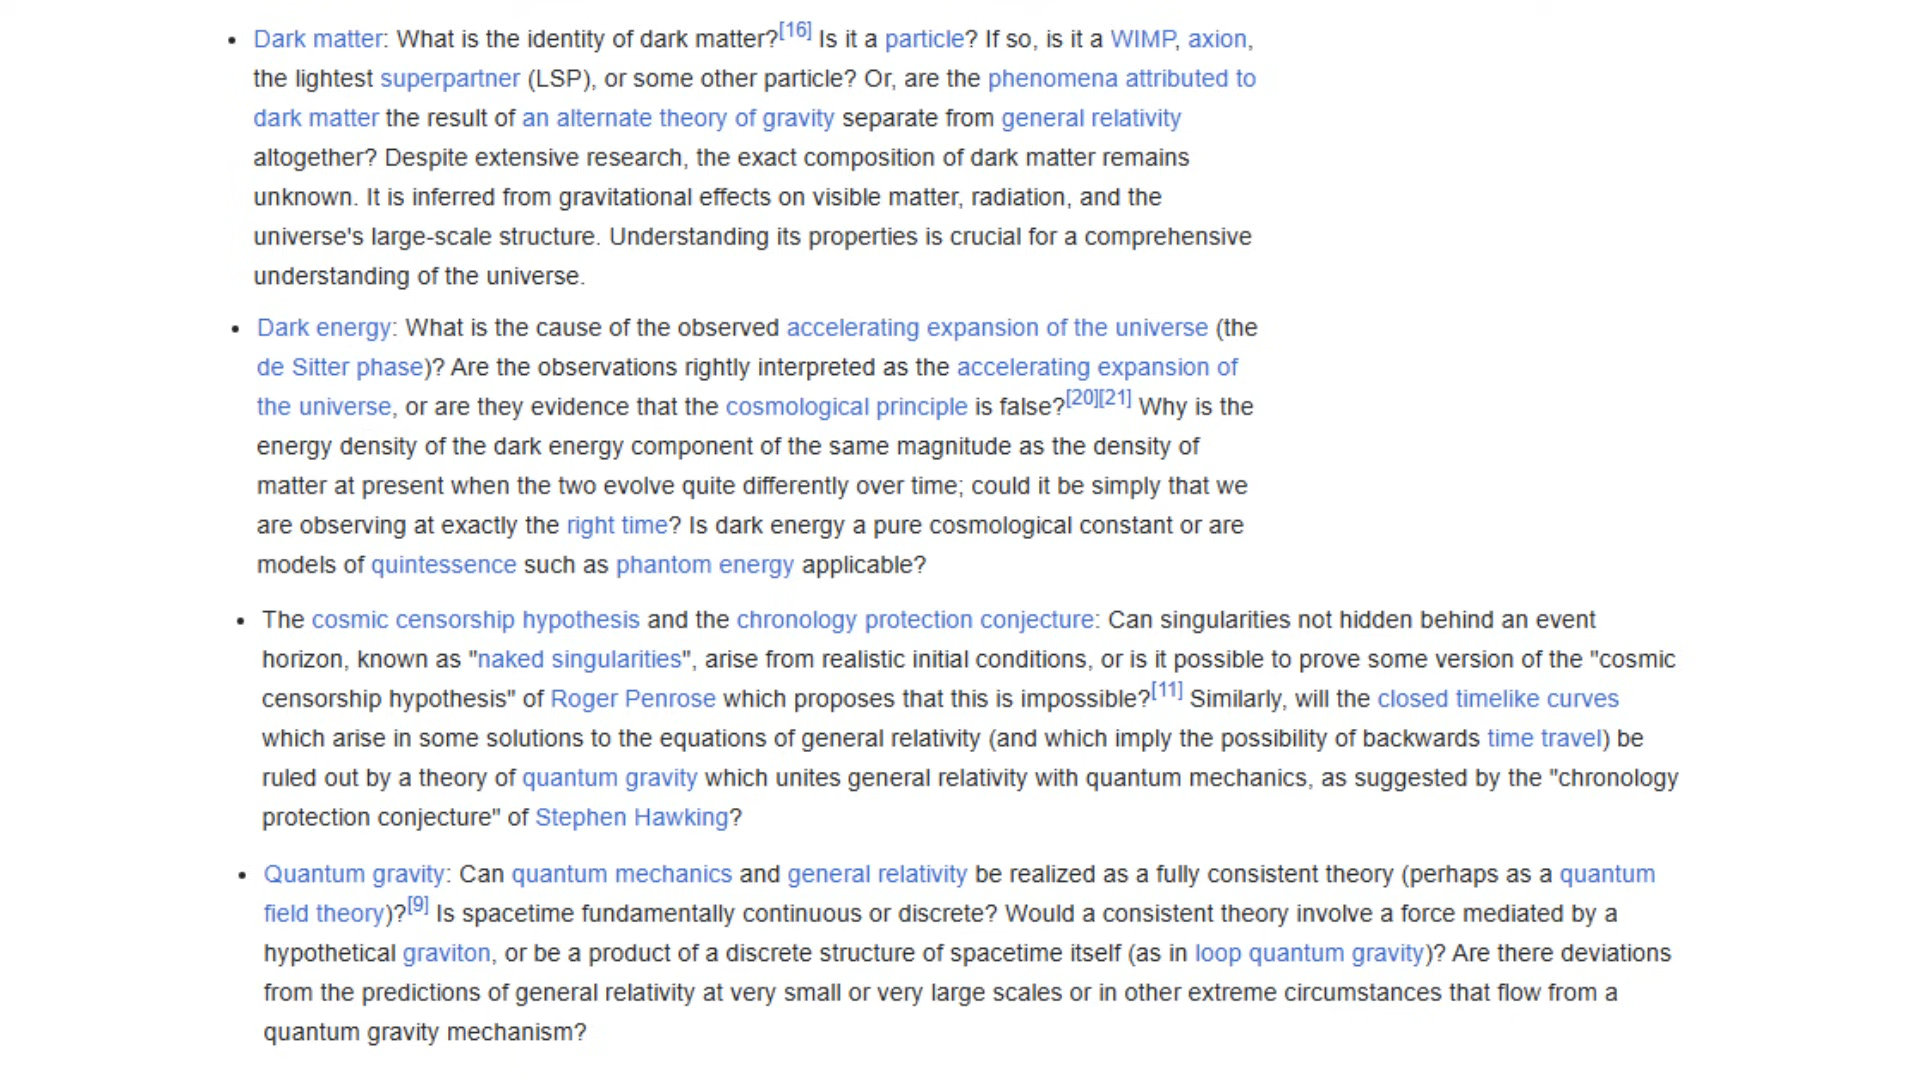 • Dark matter: What is the identity of dark matter?[16] Is it a particle? If so, is it a WIMP, axion,
the lightest superpartner (LSP), or some other particle? Or, are the phenomena attributed to
dark matter the result of an alternate theory of gravity separate from general relativity
altogether? Despite extensive research, the exact composition of dark matter remains
unknown. It is inferred from gravitational effects on visible matter, radiation, and the
universe's large-scale structure. Understanding its properties is crucial for a comprehensive
understanding of the universe.
• Dark energy: What is the cause of the observed accelerating expansion of the universe (the
de Sitter phase)? Are the observations rightly interpreted as the accelerating expansion of
the universe, or are they evidence that the cosmological principle is false?[20][21] Why is the
energy density of the dark energy component of the same magnitude as the density of
matter at present when the two evolve quite differently over time; could it be simply that we
are observing at exactly the right time? Is dark energy a pure cosmological constant or are
models of quintessence such as phantom energy applicable?
• The cosmic censorship hypothesis and the chronology protection conjecture: Can singularities not hidden behind an event
horizon, known as "naked singularities", arise from realistic initial conditions, or is it possible to prove some version of the "cosmic
censorship hypothesis" of Roger Penrose which proposes that this is impossible?[11] Similarly, will the closed timelike curves
which arise in some solutions to the equations of general relativity (and which imply the possibility of backwards time travel) be
ruled out by a theory of quantum gravity which unites general relativity with quantum mechanics, as suggested by the "chronology
protection conjecture" of Stephen Hawking?
• Quantum gravity: Can quantum mechanics and general relativity be realized as a fully consistent theory (perhaps as a quantum
field theory)?[9] Is spacetime fundamentally continuous or discrete? Would a consistent theory involve a force mediated by a
hypothetical graviton, or be a product of a discrete structure of spacetime itself (as in loop quantum gravity)? Are there deviations
from the predictions of general relativity at very small or very large scales or in other extreme circumstances that flow from a
quantum gravity mechanism?